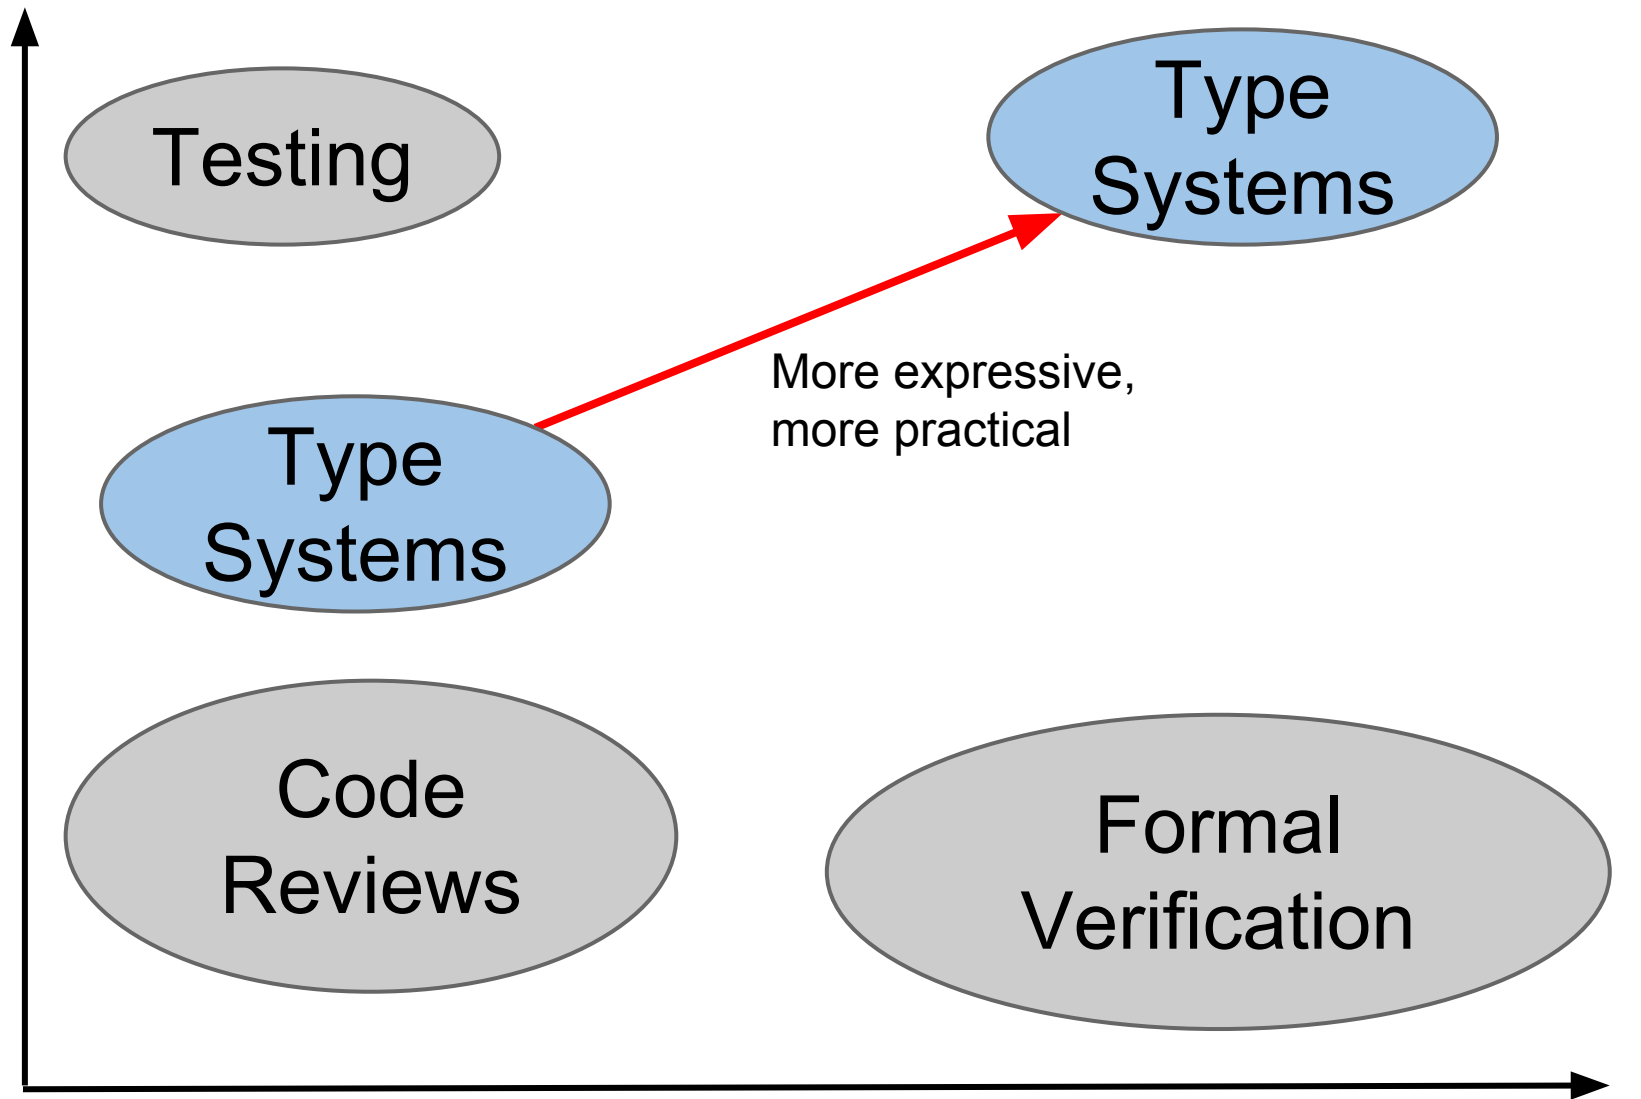 Testing
Type
Systems
More expressive,
more practical
Type
Systems
Code
Reviews
Formal
Verification